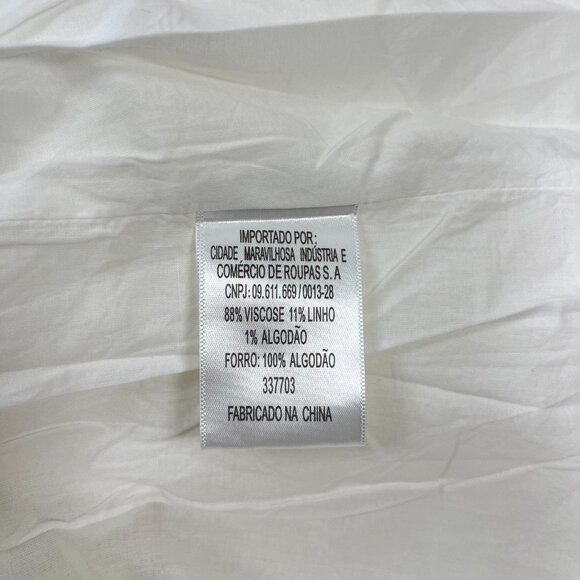 IMPORTADO POR:
CIDADE MARAVILHOSA INDÚSTRIA E
COMÉRCIO DE ROUPAS S. A
CNPJ: 09.611.669/0013-28
88% VISCOSE 11% LINHO
1% ALGODÃO
FORRO: 100% ALGODÃO
337703
FABRICADO NA CHINA